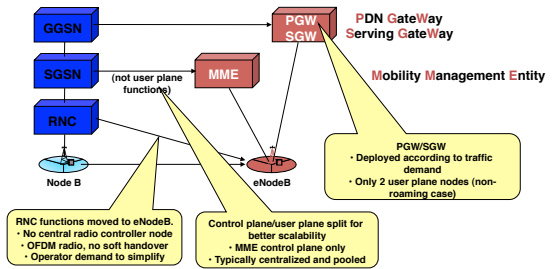 GGSN
PGW
SGW
PDN GateWay
Serving GateWay
SGSN
(not user plane
functions)
MME
Mobility Management Entity
RNC
Node B
eNodeB
PGW/SGW
• Deployed according to traffic
demand
• Only 2 user plane nodes (non-
roaming case)
RNC functions moved to eNodeB.
• No central radio controller node
• OFDM radio, no soft handover
• Operator demand to simplify
Control plane/user plane split for
better scalability
• MME control plane only
• Typically centralized and pooled